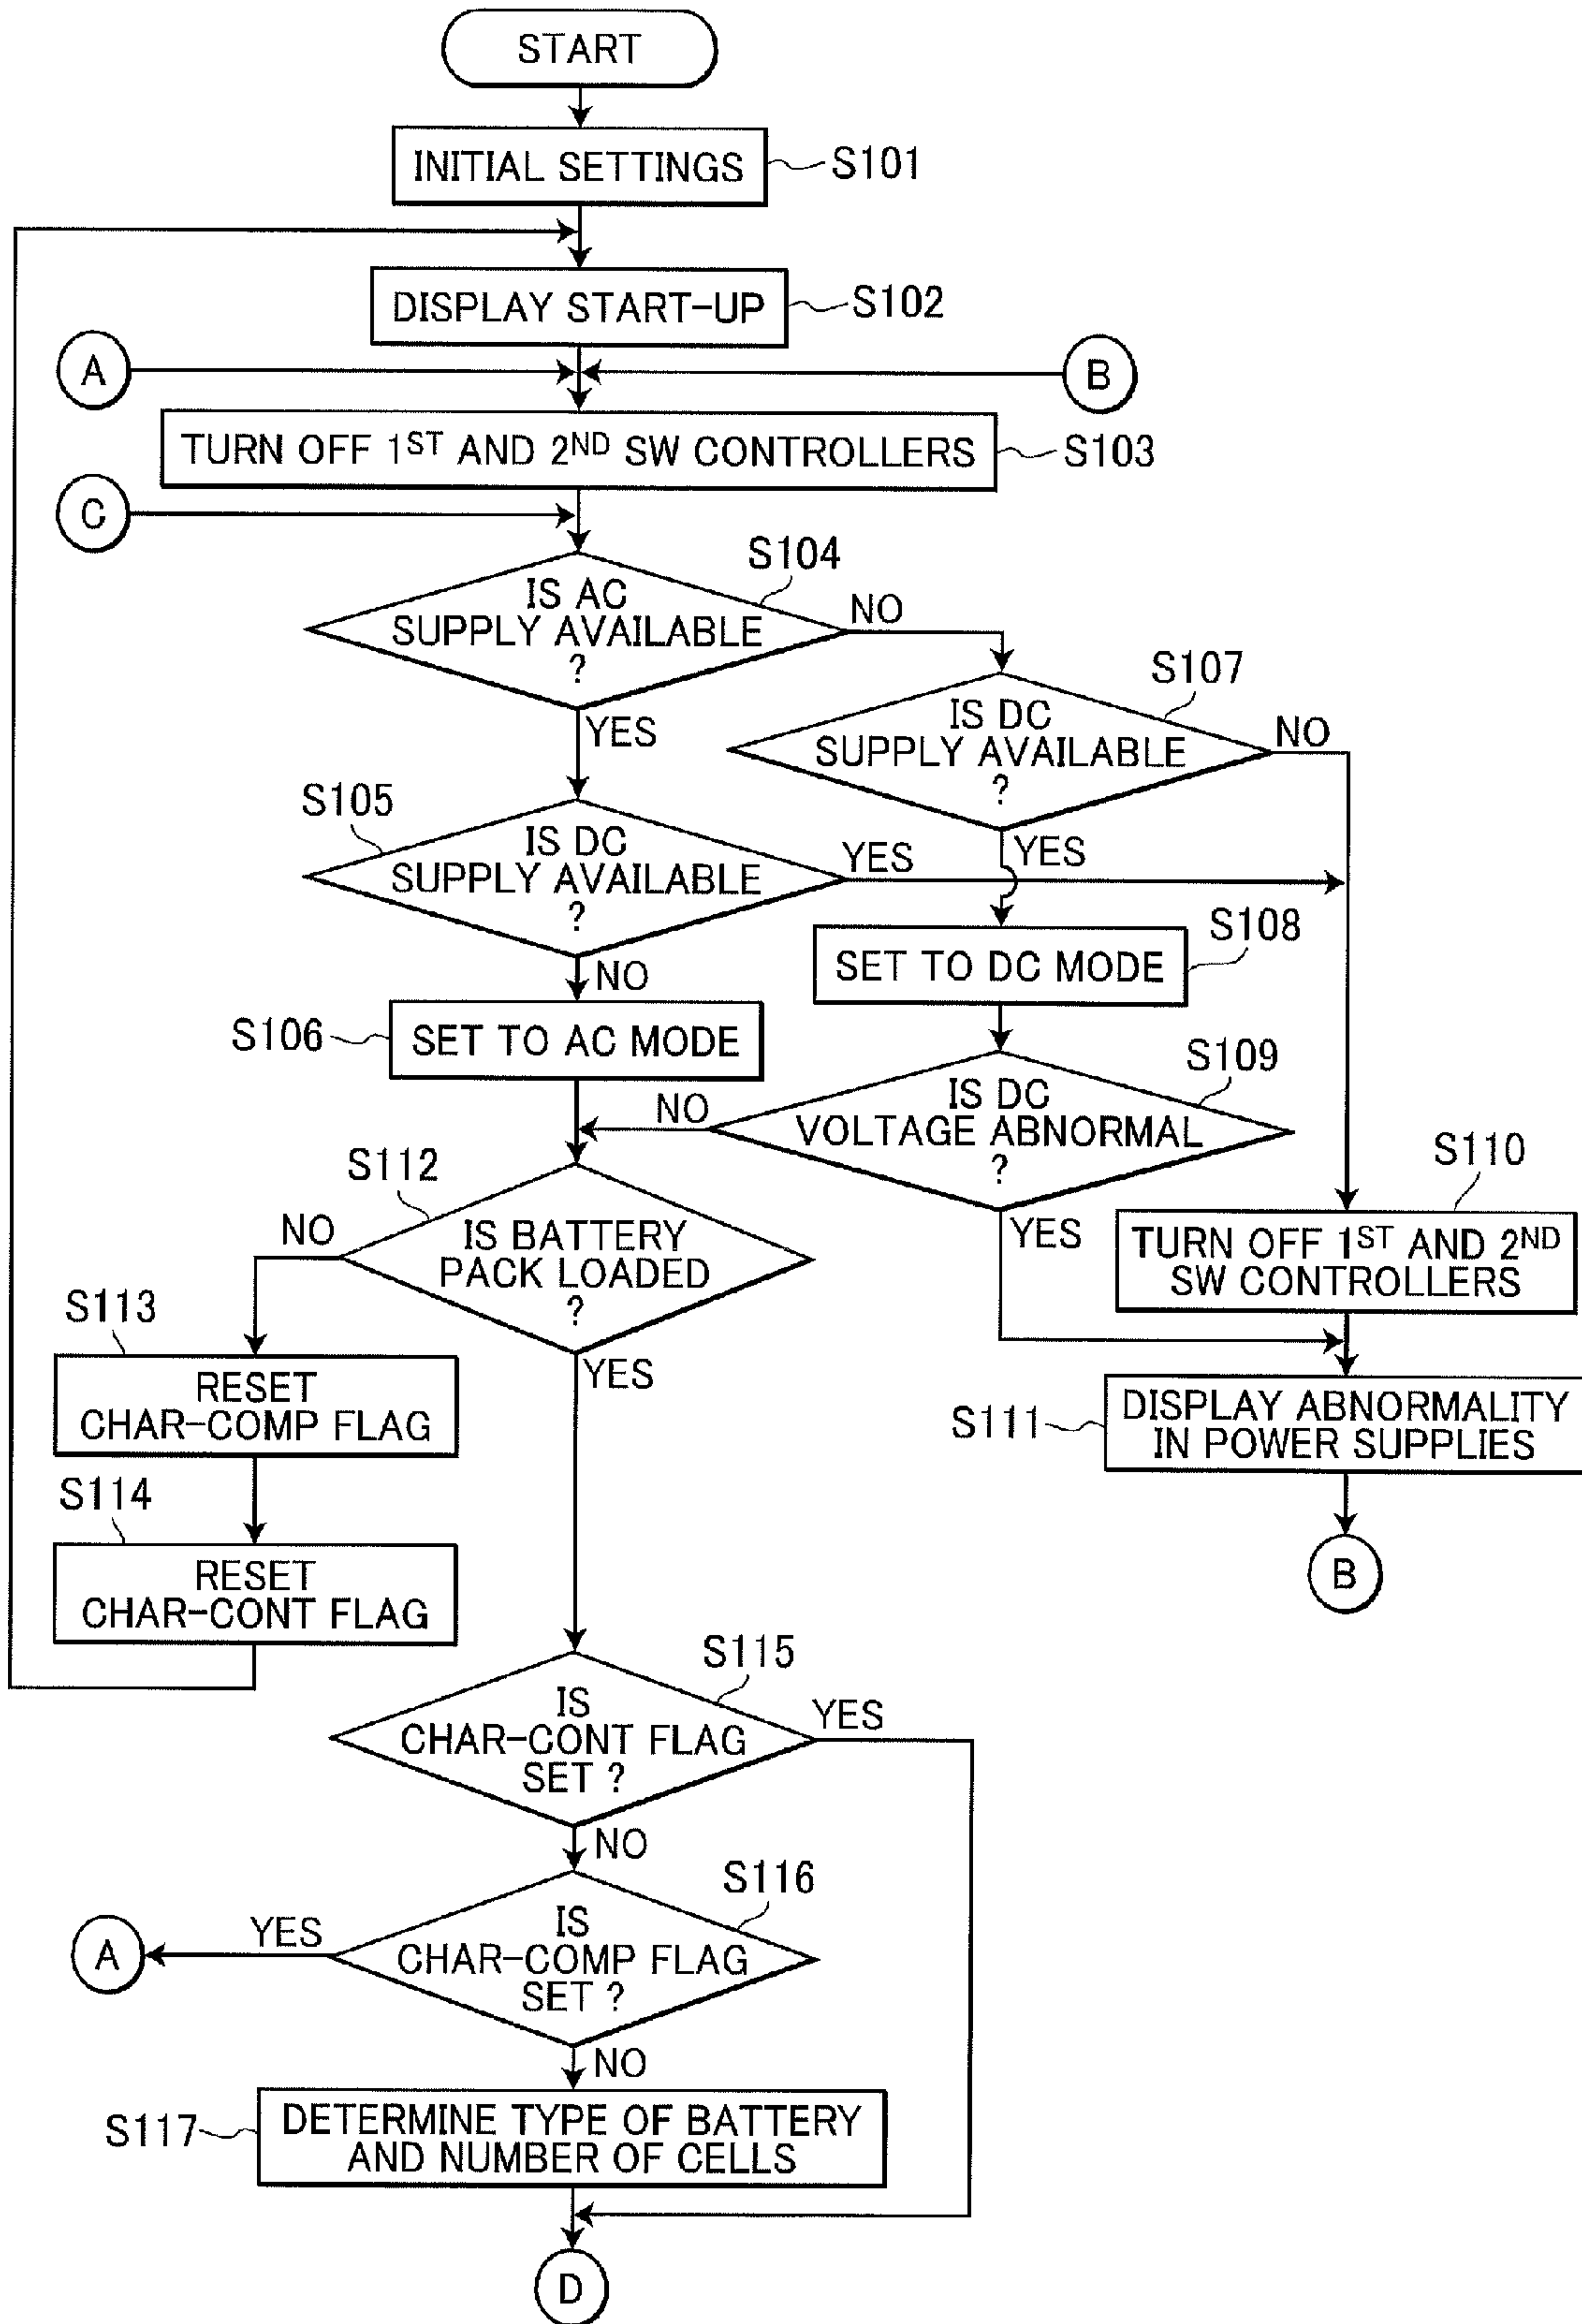 START
INITIAL SETTINGS
S101
DISPLAY START-UP
S102
A
B
TURN OFF 1ST AND 2ND SW CONTROLLERS
S103
C
S104
IS AC
SUPPLY AVAILABLE
?
NO
YES
S107
IS DC
SUPPLY AVAILABLE
?
NO
YES
S105
IS DC
SUPPLY AVAILABLE
?
YES
NO
S108
SET TO DC MODE
S106
SET TO AC MODE
S109
IS DC
VOLTAGE ABNORMAL
?
NO
YES
S110
TURN OFF 1ST AND 2ND
SW CONTROLLERS
S111
DISPLAY ABNORMALITY
IN POWER SUPPLIES
B
S112
IS BATTERY
PACK LOADED
?
NO
YES
S113
RESET
CHAR-COMP FLAG
S114
RESET
CHAR-CONT FLAG
S115
IS
CHAR-CONT FLAG
SET ?
YES
NO
S116
IS
CHAR-COMP FLAG
SET ?
YES
A
NO
S117
DETERMINE TYPE OF BATTERY
AND NUMBER OF CELLS
D